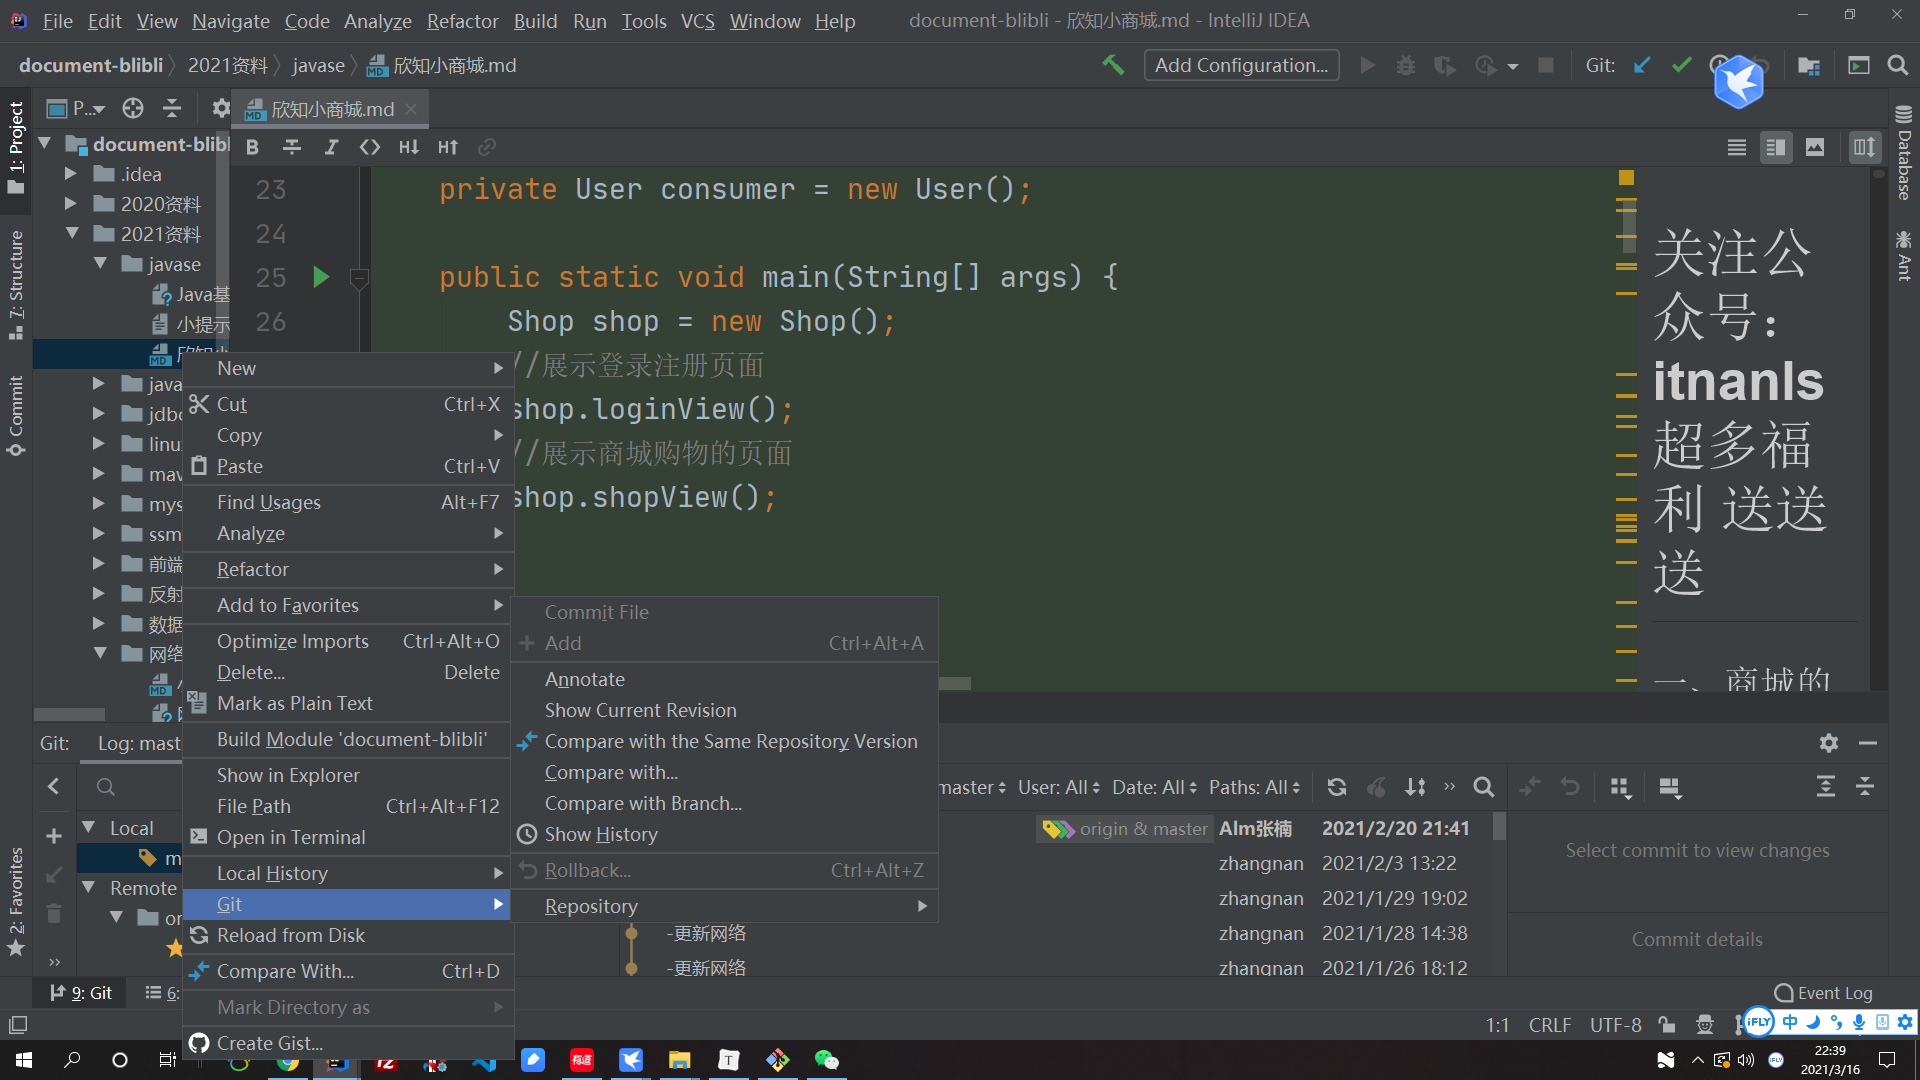 File Edit View Navigate Code Analyze Refactor Build Run Tools VCS Window Help document-blibli - 欣知小商城.md - IntelliJ IDEA
document-blibli 2021资料 javase 欣知小商城.md Add Configuration... Git:
P... 欣知小商城.md
1: Project
7: Structure
Commit
2: Favorites
Database
Ant
document-blibl
.idea
2020资料
2021资料
javase
Java基
小提示
java
jdbc
linu
mav
mys
ssm
前端
反射
数据
网络
23 private User consumer = new User();
24
25 public static void main(String[] args) {
26 Shop shop = new Shop();
//展示登录注册页面
shop.loginView();
//展示商城购物的页面
shop.shopView();
关注公
众号：
itnanls
超多福
利 送送
送
一、商城的
New
Cut Ctrl+X
Copy
Paste Ctrl+V
Find Usages Alt+F7
Analyze
Refactor
Add to Favorites
Optimize Imports Ctrl+Alt+O
Delete... Delete
Mark as Plain Text
Build Module 'document-blibli'
Show in Explorer
File Path Ctrl+Alt+F12
Open in Terminal
Local History
Git
Reload from Disk
Compare With... Ctrl+D
Mark Directory as
Create Gist...
Commit File
Add Ctrl+Alt+A
Annotate
Show Current Revision
Compare with the Same Repository Version
Compare with...
Compare with Branch...
Show History
Rollback... Ctrl+Alt+Z
Repository
Git: Log: mast
master User: All Date: All Paths: All
Local
m
Remote
or
origin & master Alm张楠 2021/2/20 21:41
zhangnan 2021/2/3 13:22
zhangnan 2021/1/29 19:02
-更新网络 zhangnan 2021/1/28 14:38
-更新网络 zhangnan 2021/1/26 18:12
Select commit to view changes
Commit details
9: Git 6: Event Log
1:1 CRLF UTF-8 iFLY 中
有道 T
22:39
2021/3/16